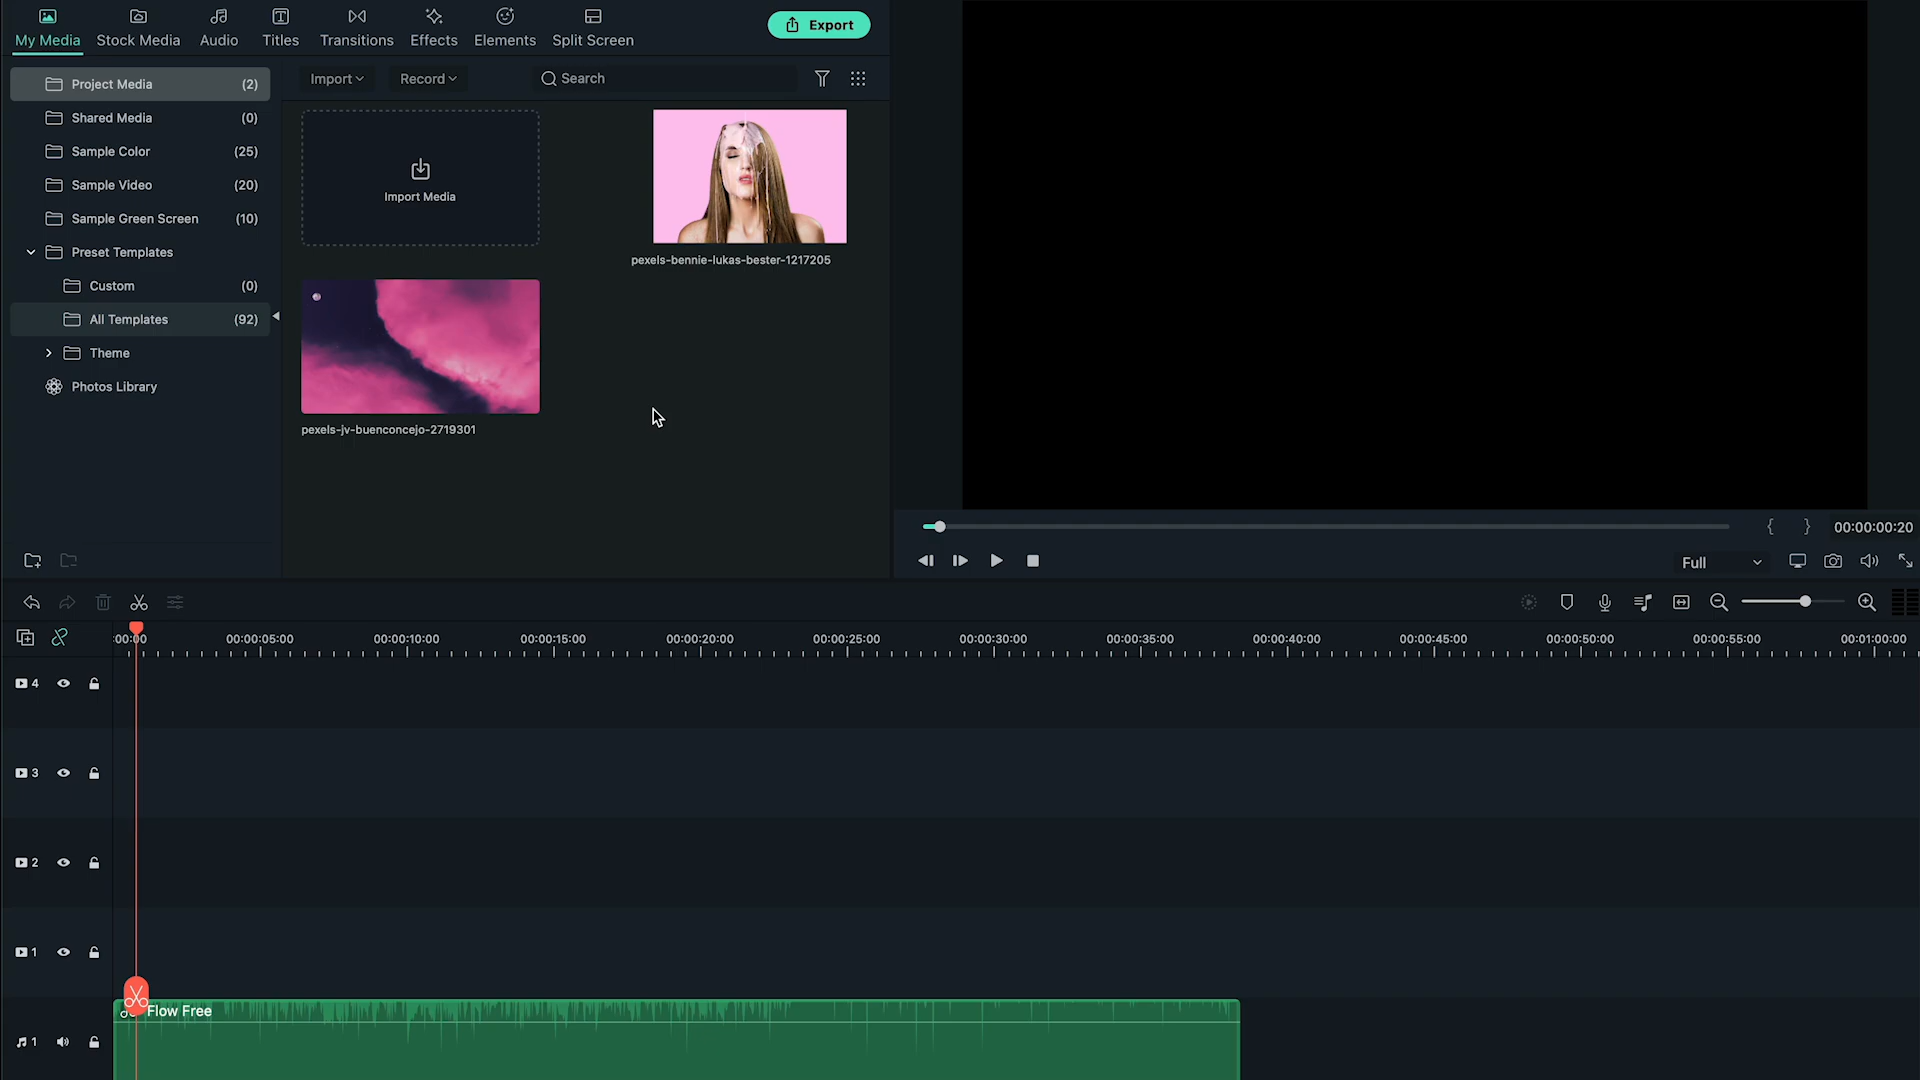 My Media
Stock Media
Audio
Titles
Transitions
Effects
Elements
Split Screen
Export
Project Media (2)
Shared Media (0)
Sample Color (25)
Sample Video (20)
Sample Green Screen (10)
Preset Templates
Custom (0)
All Templates (92)
Theme
Photos Library
Import
Record
Search
Import Media
pexels-bennie-lukas-bester-1217205
pexels-jv-buenconcejo-2719301
{ } 00:00:00:20
Full
:00:00 00:00:05:00 00:00:10:00 00:00:15:00 00:00:20:00 00:00:25:00 00:00:30:00 00:00:35:00 00:00:40:00 00:00:45:00 00:00:50:00 00:00:55:00 00:01:00:00
4
3
2
1
Flow Free
1